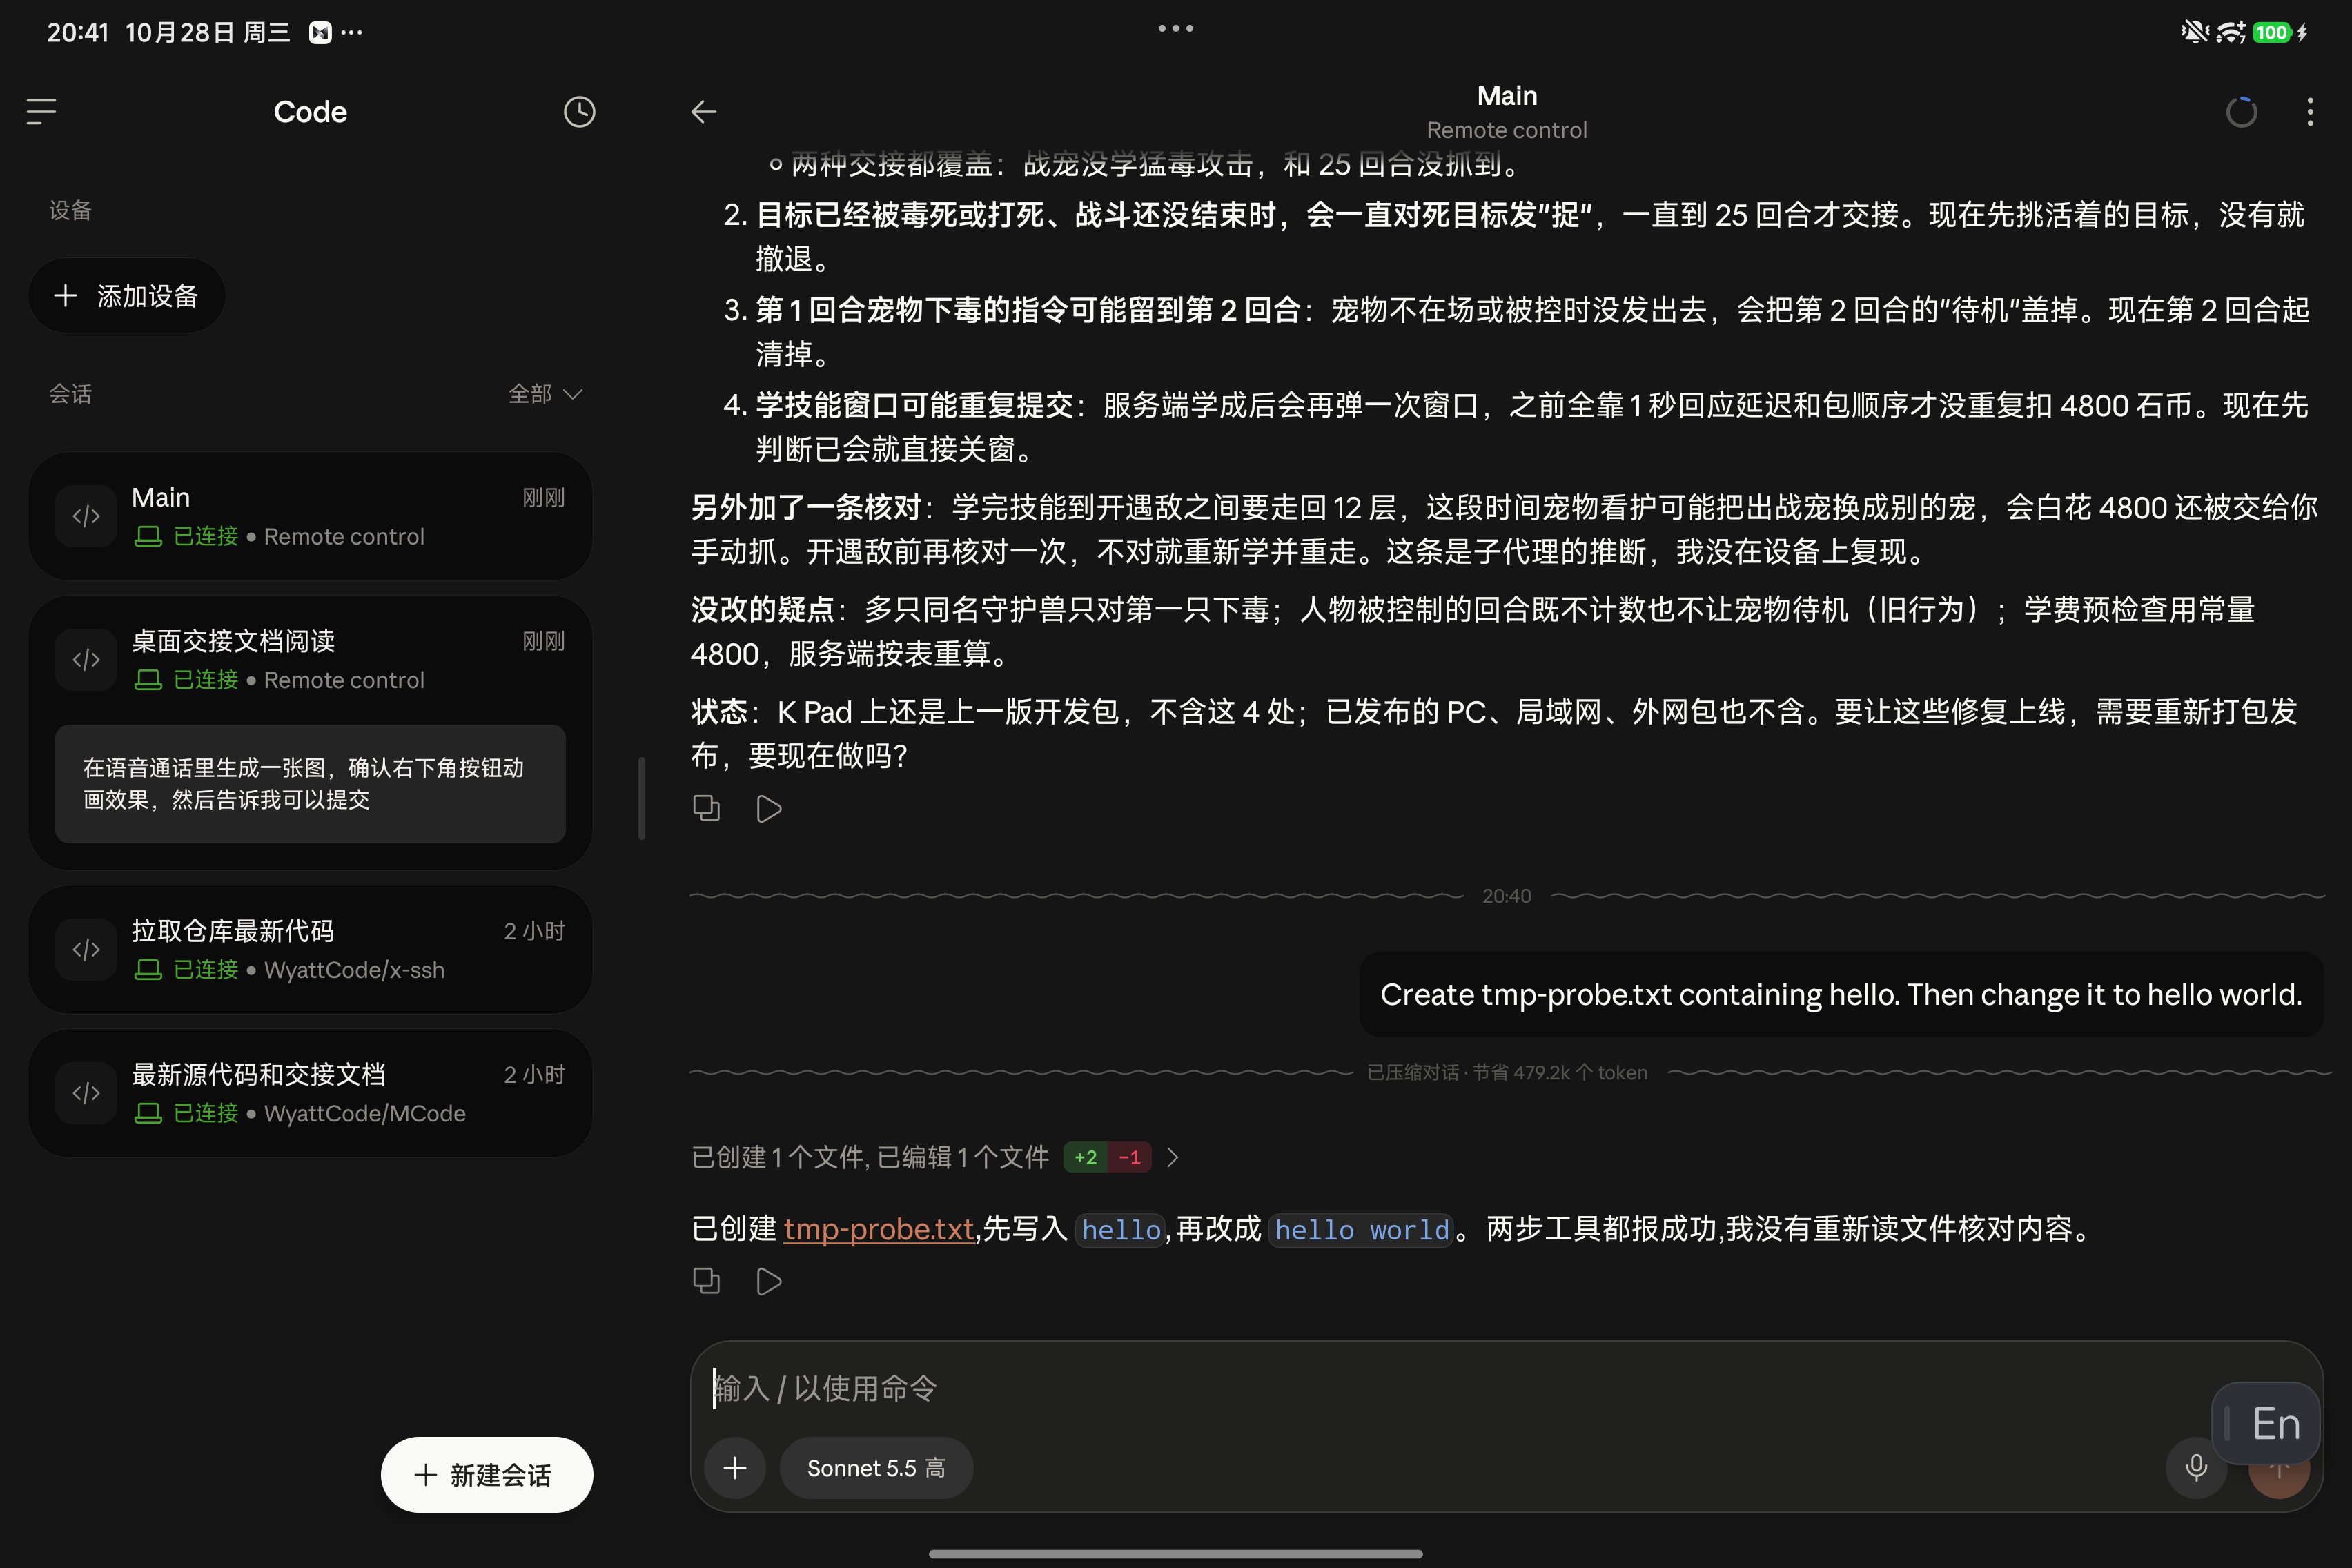 20:41 10月28日 周三
100
Code
设备
添加设备
会话
全部
Main
刚刚
已连接 • Remote control
桌面交接文档阅读
刚刚
已连接 • Remote control
在语音通话里生成一张图，确认右下角按钮动
画效果，然后告诉我可以提交
拉取仓库最新代码
2 小时
已连接 • WyattCode/x-ssh
最新源代码和交接文档
2 小时
已连接 • WyattCode/MCode
新建会话
Main
Remote control
两种交接都覆盖：战宠没学猛毒攻击，和 25 回合没抓到。
2. 目标已经被毒死或打死、战斗还没结束时，会一直对死目标发"捉"，一直到 25 回合才交接。现在先挑活着的目标，没有就
撤退。
3. 第 1 回合宠物下毒的指令可能留到第 2 回合：宠物不在场或被控时没发出去，会把第 2 回合的"待机"盖掉。现在第 2 回合起
清掉。
4. 学技能窗口可能重复提交：服务端学成后会再弹一次窗口，之前全靠 1 秒回应延迟和包顺序才没重复扣 4800 石币。现在先
判断已会就直接关窗。
另外加了一条核对：学完技能到开遇敌之间要走回 12 层，这段时间宠物看护可能把出战宠换成别的宠，会白花 4800 还被交给你
手动抓。开遇敌前再核对一次，不对就重新学并重走。这条是子代理的推断，我没在设备上复现。
没改的疑点：多只同名守护兽只对第一只下毒；人物被控制的回合既不计数也不让宠物待机（旧行为）；学费预检查用常量
4800，服务端按表重算。
状态：K Pad 上还是上一版开发包，不含这 4 处；已发布的 PC、局域网、外网包也不含。要让这些修复上线，需要重新打包发
布，要现在做吗？
20:40
Create tmp-probe.txt containing hello. Then change it to hello world.
已压缩对话 · 节省 479.2k 个 token
已创建 1 个文件, 已编辑 1 个文件 +2 -1
已创建 tmp-probe.txt,先写入 hello,再改成 hello world。两步工具都报成功,我没有重新读文件核对内容。
输入 / 以使用命令
Sonnet 5.5 高
En